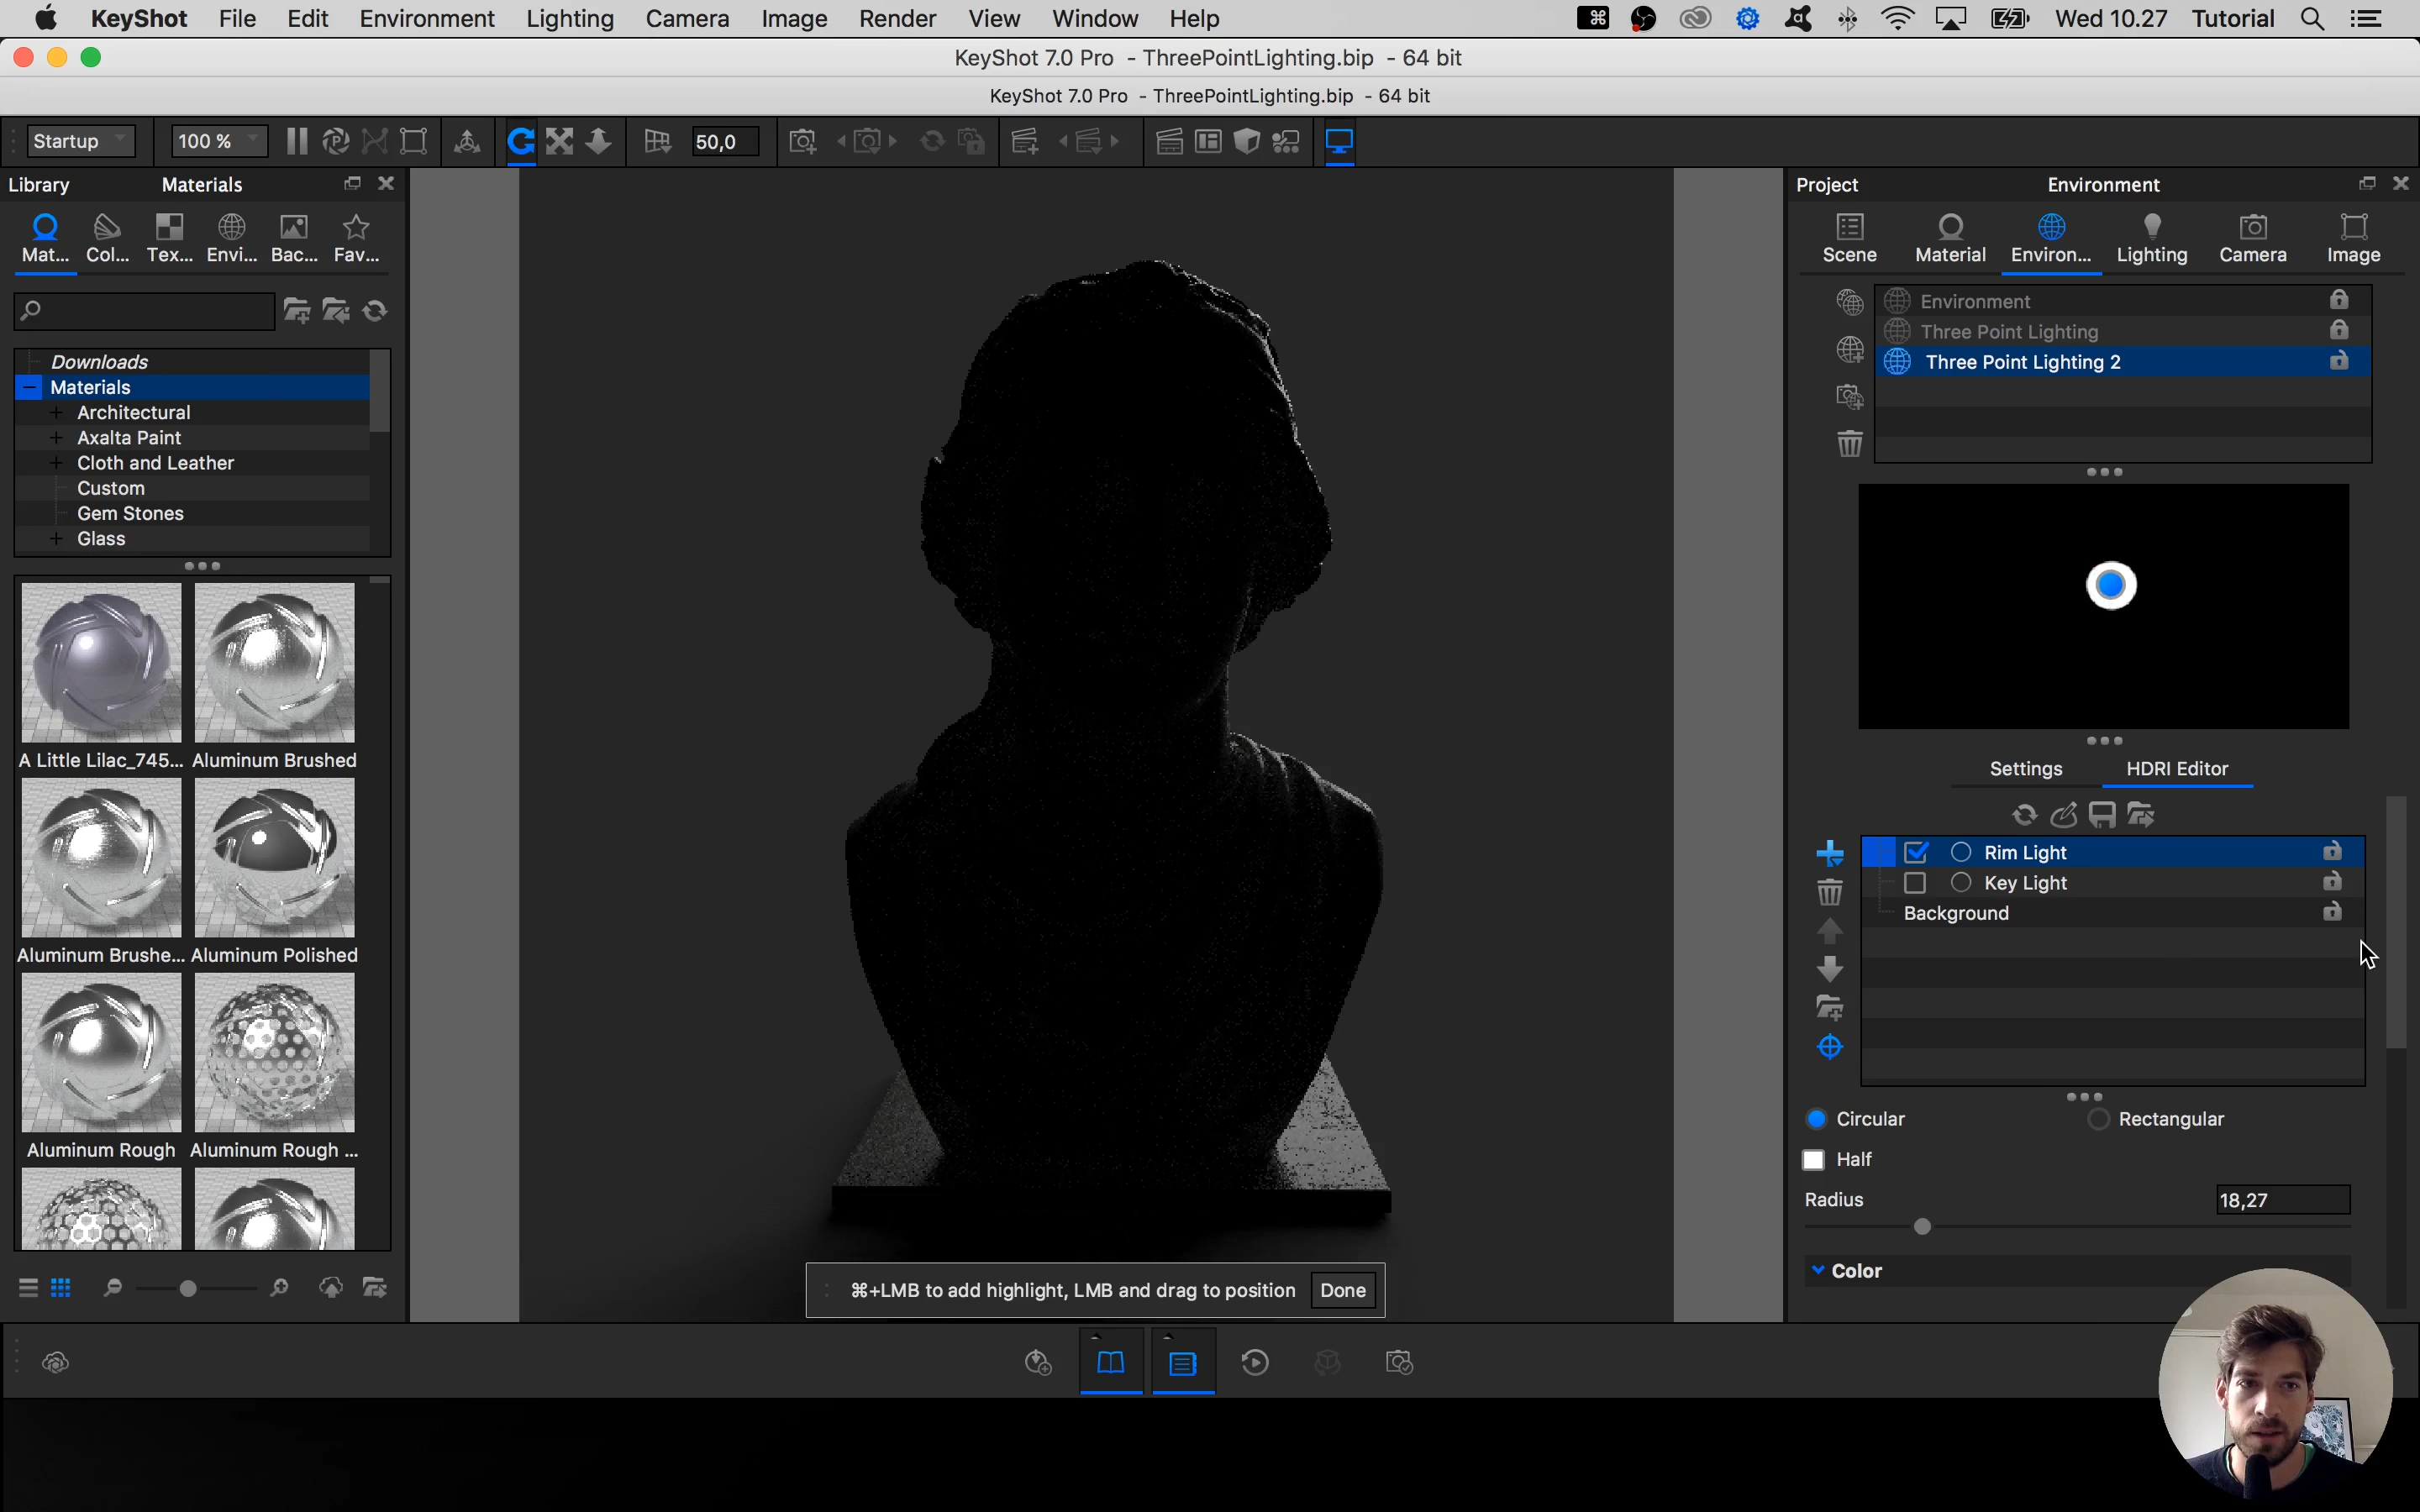 KeyShot File Edit Environment Lighting Camera Image Render View Window Help Wed 10.27 Tutorial
KeyShot 7.0 Pro - ThreePointLighting.bip - 64 bit
KeyShot 7.0 Pro - ThreePointLighting.bip - 64 bit
Startup 100 % 50,0
Library Materials
Mat... Col... Tex... Envi... Bac... Fav...
Downloads
Materials
Architectural
Axalta Paint
Cloth and Leather
Custom
Gem Stones
Glass
A Little Lilac_745... Aluminum Brushed
Aluminum Brushe... Aluminum Polished
Aluminum Rough Aluminum Rough ...
⌘+LMB to add highlight, LMB and drag to position Done
Project Environment
Scene Material Environ... Lighting Camera Image
Environment
Three Point Lighting
Three Point Lighting 2
Settings HDRI Editor
Rim Light
Key Light
Background
Circular Rectangular
Half
Radius 18,27
Color